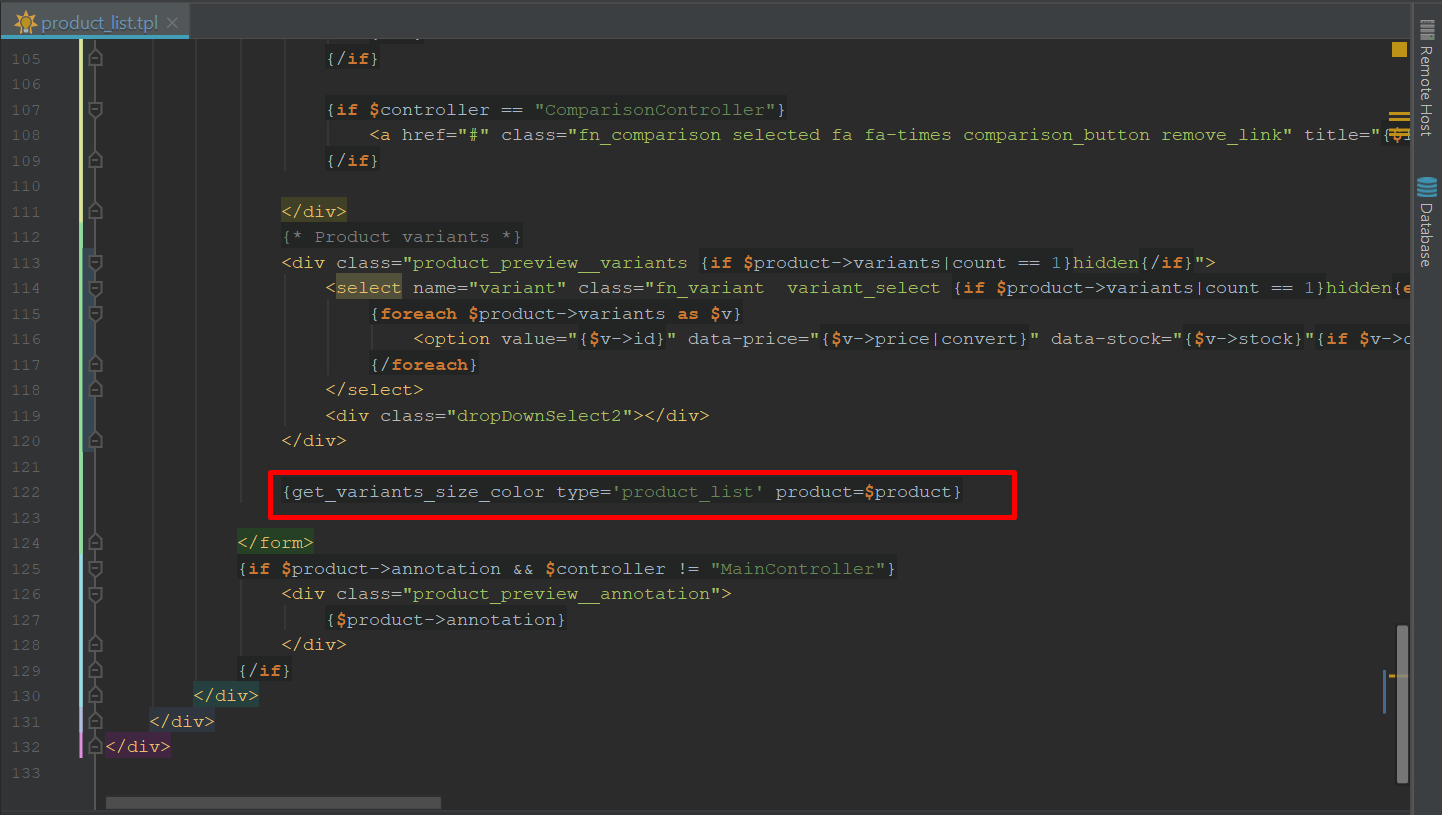 product_list.tpl
105 {/if}
106
107 {if $controller == "ComparisonController"}
108 <a href="#" class="fn_comparison selected fa fa-times comparison_button remove_link" title="{$
109 {/if}
110
111 </div>
112 {* Product variants *}
113 <div class="product_preview__variants {if $product->variants|count == 1}hidden{/if}">
114 <select name="variant" class="fn_variant variant_select {if $product->variants|count == 1}hidden{
115 {foreach $product->variants as $v}
116 <option value="{$v->id}" data-price="{$v->price|convert}" data-stock="{$v->stock}"{if $v->
117 {/foreach}
118 </select>
119 <div class="dropDownSelect2"></div>
120 </div>
121
122 {get_variants_size_color type='product_list' product=$product}
123
124 </form>
125 {if $product->annotation && $controller != "MainController"}
126 <div class="product_preview__annotation">
127 {$product->annotation}
128 </div>
129 {/if}
130 </div>
131 </div>
132 </div>
133
Remote Host
Database